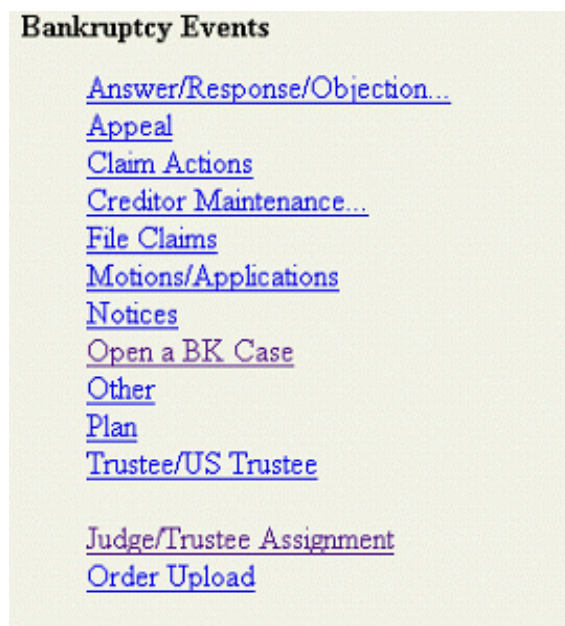 Bankruptcy Events
Answer/Response/Objection...
Appeal
Claim Actions
Creditor Maintenance...
File Claims
Motions/Applications
Notices
Open a BK Case
Other
Plan
Trustee/US Trustee
Judge/Trustee Assignment
Order Upload